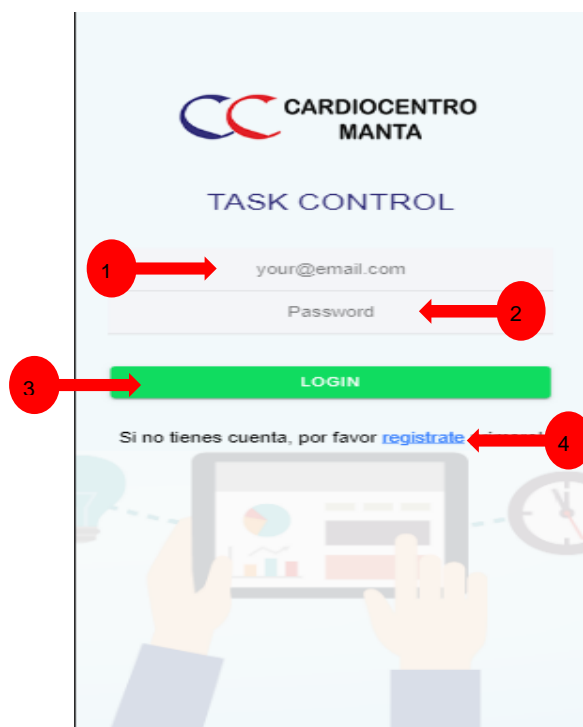 CARDIOCENTRO
MANTA
TASK CONTROL
1
your@email.com
Password
2
3
LOGIN
Si no tienes cuenta, por favor registrate
4